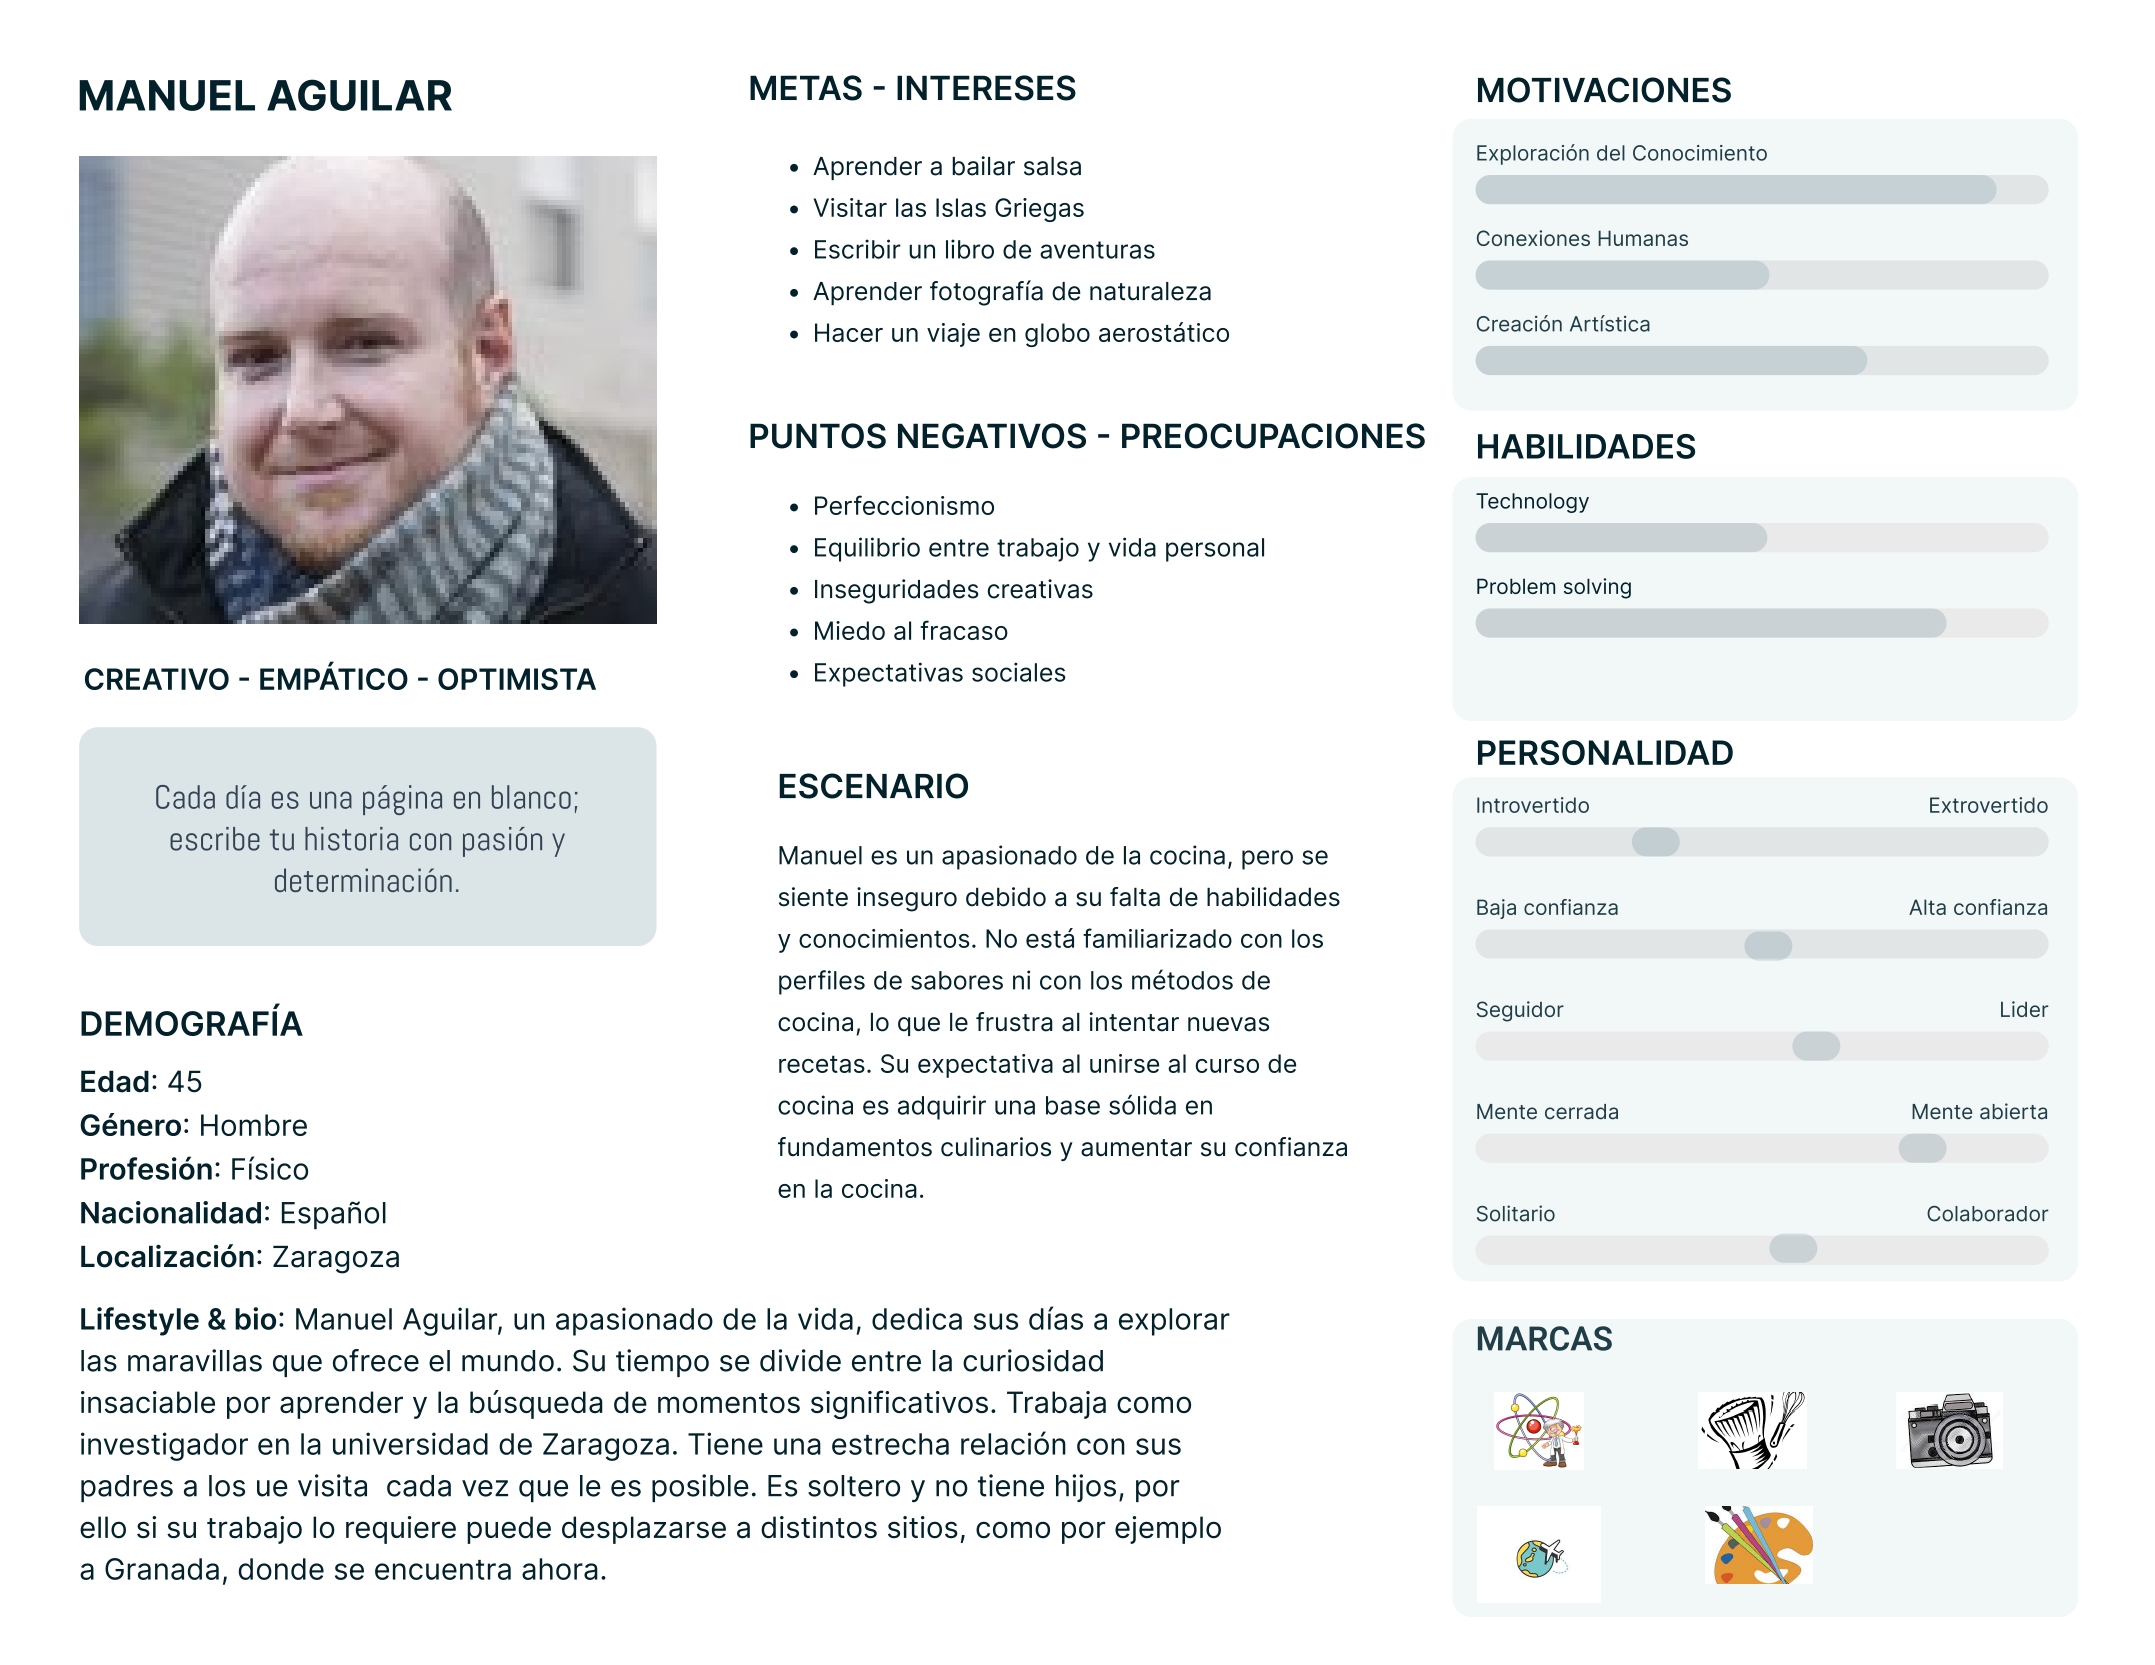 MANUEL AGUILAR
CREATIVO - EMPÁTICO - OPTIMISTA
Cada día es una página en blanco;
escribe tu historia con pasión y
determinación.
DEMOGRAFÍA
Edad: 45
Género: Hombre
Profesión: Físico
Nacionalidad: Español
Localización: Zaragoza
Lifestyle & bio: Manuel Aguilar, un apasionado de la vida, dedica sus días a explorar
las maravillas que ofrece el mundo. Su tiempo se divide entre la curiosidad
insaciable por aprender y la búsqueda de momentos significativos. Trabaja como
investigador en la universidad de Zaragoza. Tiene una estrecha relación con sus
padres a los ue visita  cada vez que le es posible. Es soltero y no tiene hijos, por
ello si su trabajo lo requiere puede desplazarse a distintos sitios, como por ejemplo
a Granada, donde se encuentra ahora.
METAS - INTERESES
• Aprender a bailar salsa
• Visitar las Islas Griegas
• Escribir un libro de aventuras
• Aprender fotografía de naturaleza
• Hacer un viaje en globo aerostático
PUNTOS NEGATIVOS - PREOCUPACIONES
• Perfeccionismo
• Equilibrio entre trabajo y vida personal
• Inseguridades creativas
• Miedo al fracaso
• Expectativas sociales
ESCENARIO
Manuel es un apasionado de la cocina, pero se
siente inseguro debido a su falta de habilidades
y conocimientos. No está familiarizado con los
perfiles de sabores ni con los métodos de
cocina, lo que le frustra al intentar nuevas
recetas. Su expectativa al unirse al curso de
cocina es adquirir una base sólida en
fundamentos culinarios y aumentar su confianza
en la cocina.
MOTIVACIONES
Exploración del Conocimiento
Conexiones Humanas
Creación Artística
HABILIDADES
Technology
Problem solving
PERSONALIDAD
Introvertido Extrovertido
Baja confianza Alta confianza
Seguidor Lider
Mente cerrada Mente abierta
Solitario Colaborador
MARCAS